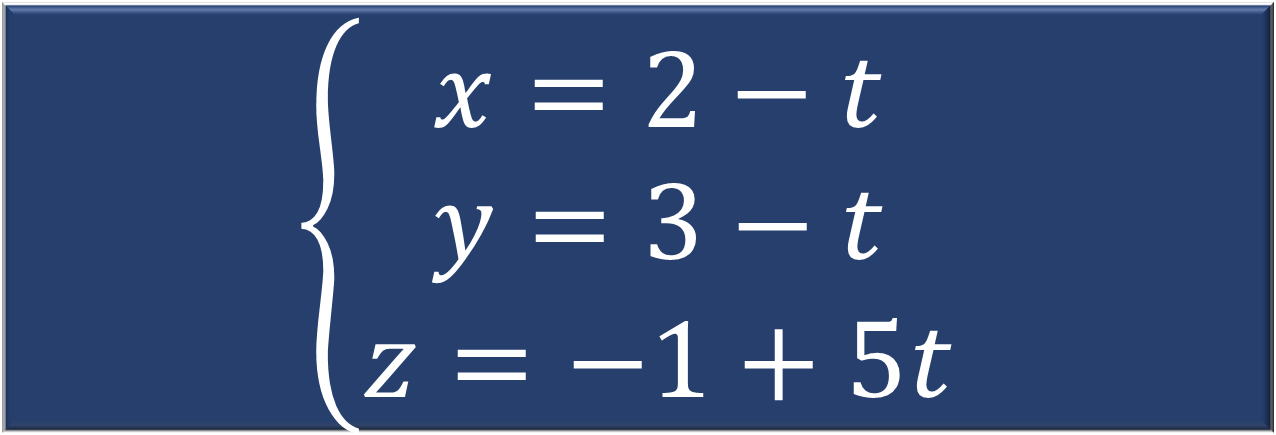 x = 2 − t
y = 3 − t
z = −1 + 5t